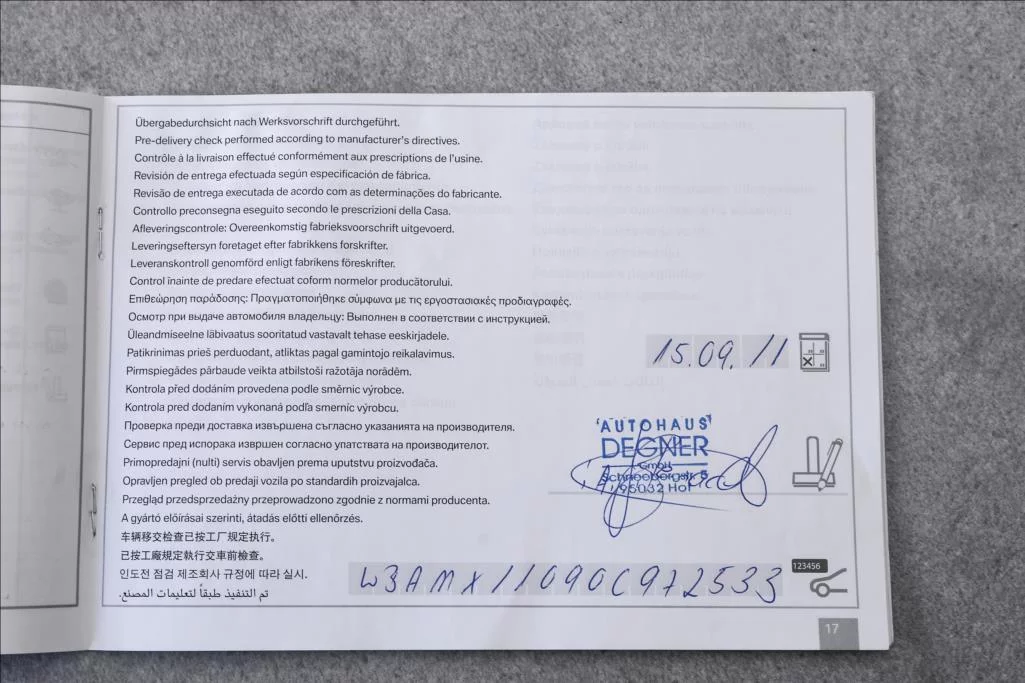 Übergabedurchsicht nach Werksvorschrift durchgeführt.
Pre-delivery check performed according to manufacturer's directives.
Contrôle à la livraison effectué conformément aux prescriptions de l'usine.
Revisión de entrega efectuada según especificación de fábrica.
Revisão de entrega executada de acordo com as determinações do fabricante.
Controllo preconsegna eseguito secondo le prescrizioni della Casa.
Afleveringscontrole: Overeenkomstig fabrieksvoorschrift uitgevoerd.
Leveringseftersyn foretaget efter fabrikkens forskrifter.
Leveranskontroll genomförd enligt fabrikens föreskrifter.
Control înainte de predare efectuat coform normelor producătorului.
Επιθεώρηση παράδοσης: Πραγματοποιήθηκε σύμφωνα με τις εργοστασιακές προδιαγραφές.
Осмотр при выдаче автомобиля владельцу: Выполнен в соответствии с инструкцией.
Üleandmiseelne läbivaatus sooritatud vastavalt tehase eeskirjadele.
Patikrinimas prieš perduodant, atliktas pagal gamintojo reikalavimus.
Pirmspiegādes pārbaude veikta atbilstoši ražotāja norādēm.
Kontrola před dodáním provedena podle směrnic výrobce.
Kontrola pred dodaním vykonaná podľa smerníc výrobcu.
Проверка преди доставка извършена съгласно указанията на производителя.
Сервис пред испорака извршен согласно упатствата на производителот.
Primopredajni (nulti) servis obavljen prema uputstvu proizvođača.
Opravljen pregled ob predaji vozila po standardih proizvajalca.
Przegląd przedsprzedażny przeprowadzono zgodnie z normami producenta.
A gyártó előírásai szerinti, átadás előtti ellenőrzés.
车辆移交检查已按工厂规定执行。
已按工廠規定執行交車前檢查。
인도전 점검 제조회사 규정에 따라 실시.
تم التنفيذ طبقاً لتعليمات المصنع.
15.09.11
AUTOHAUS
DEGNER
GmbH
Schneebergstr. 5
95032 Hof
123456
WBAMX11090C972533
17